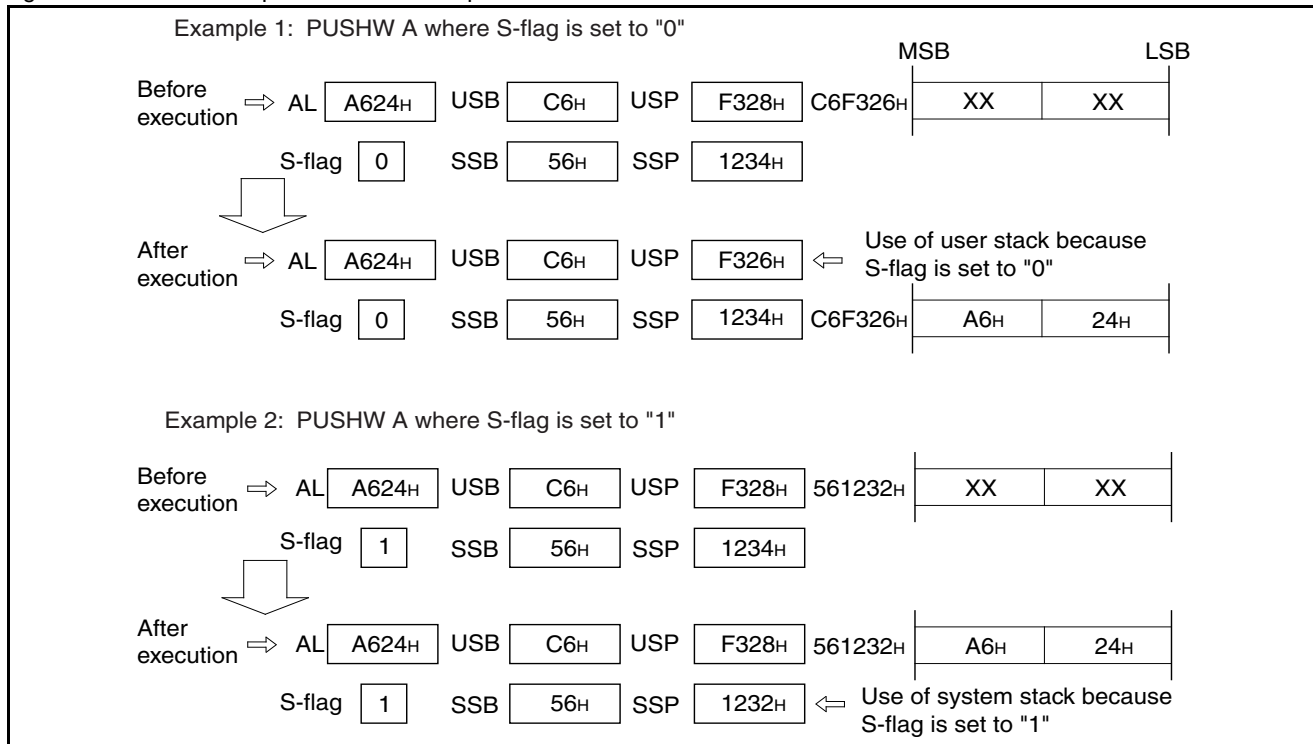 Example 1: PUSHW A where S-flag is set to "0"
MSB LSB
Before execution AL A624H USB C6H USP F328H C6F326H XX XX
S-flag 0 SSB 56H SSP 1234H
After execution AL A624H USB C6H USP F326H Use of user stack because S-flag is set to "0"
S-flag 0 SSB 56H SSP 1234H C6F326H A6H 24H
Example 2: PUSHW A where S-flag is set to "1"
Before execution AL A624H USB C6H USP F328H 561232H XX XX
S-flag 1 SSB 56H SSP 1234H
After execution AL A624H USB C6H USP F328H 561232H A6H 24H
S-flag 1 SSB 56H SSP 1232H Use of system stack because S-flag is set to "1"